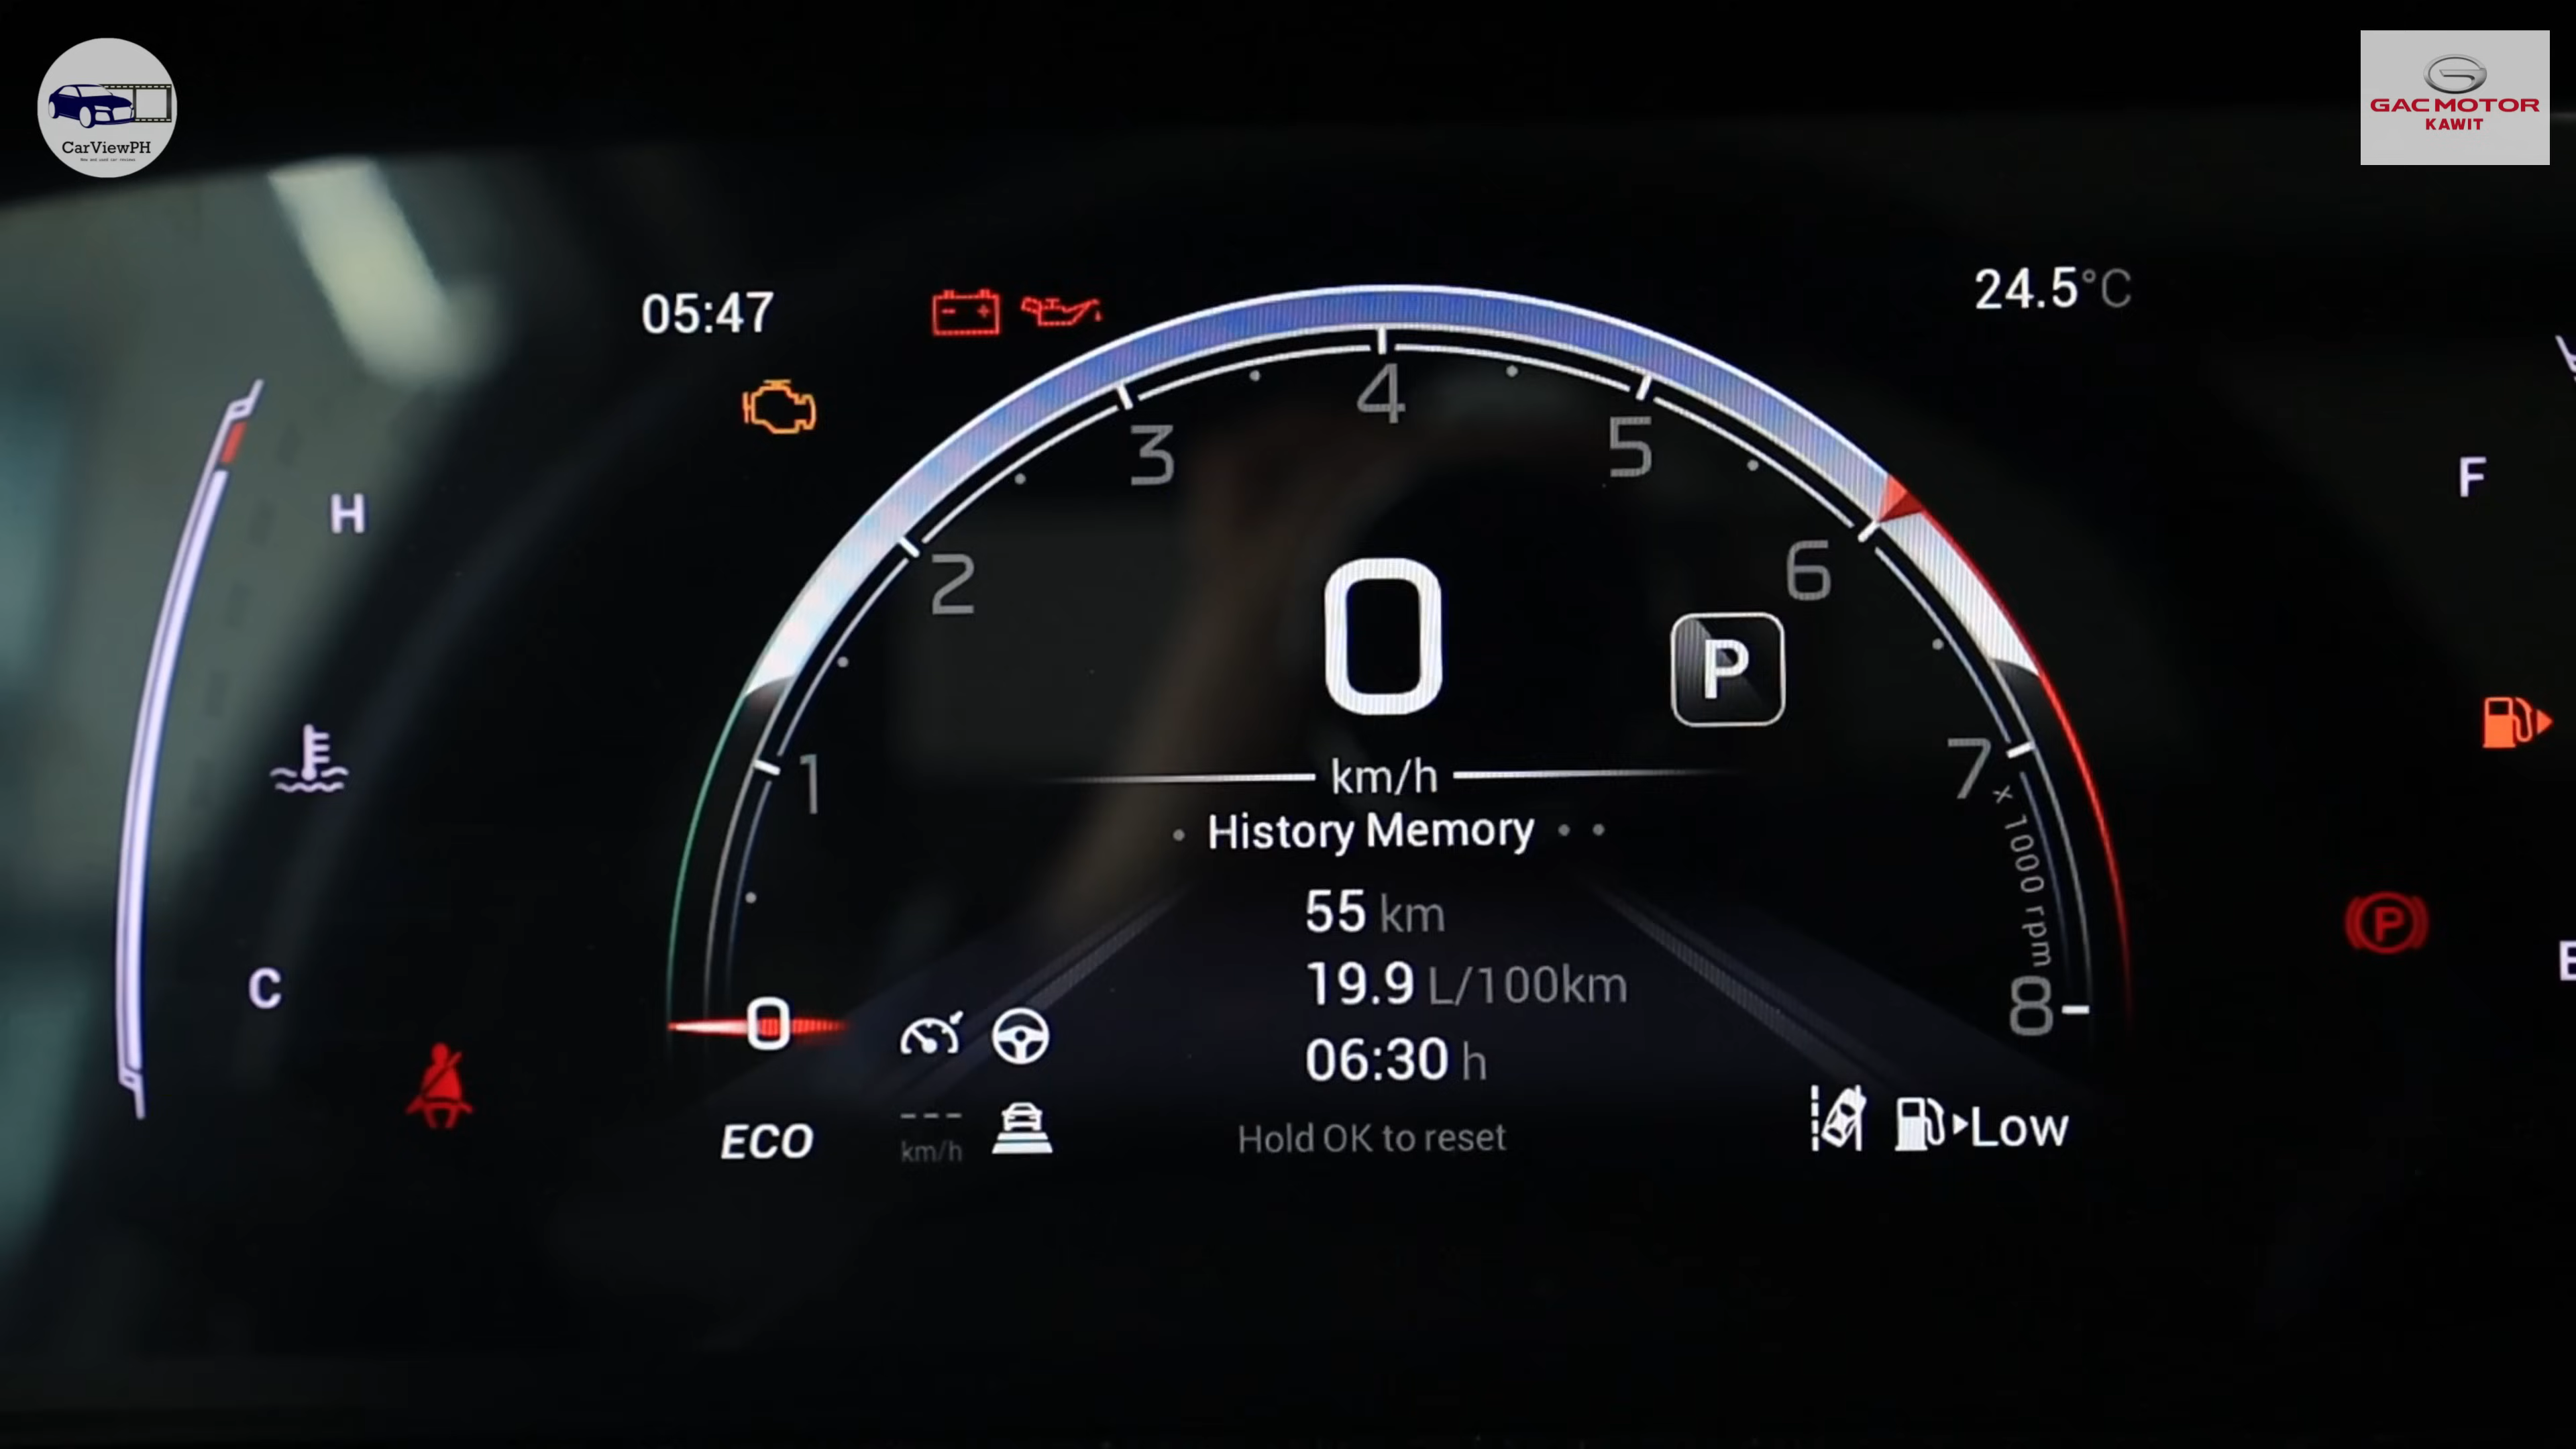 CarViewPH
GAC MOTOR
KAWIT
05:47
24.5°C
H
C
F
0
1
2
3
4
5
6
7
8
x 1000 rpm
0
P
km/h
History Memory
55 km
19.9 L/100km
06:30 h
Hold OK to reset
ECO
---
km/h
Low
P
E